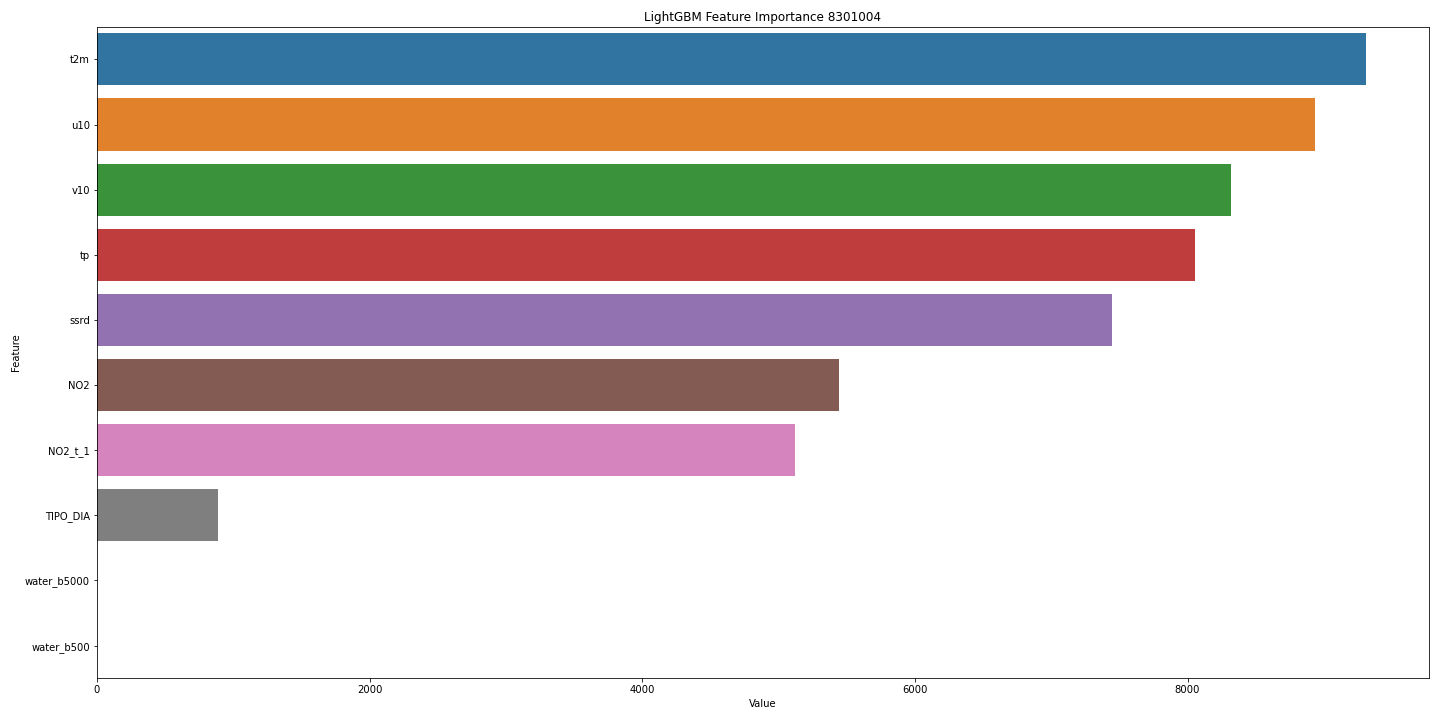 LightGBM Feature Importance 8301004
t2m
u10
v10
tp
ssrd
NO2
NO2_t_1
TIPO_DIA
water_b5000
water_b500
Feature
0 2000 4000 6000 8000
Value